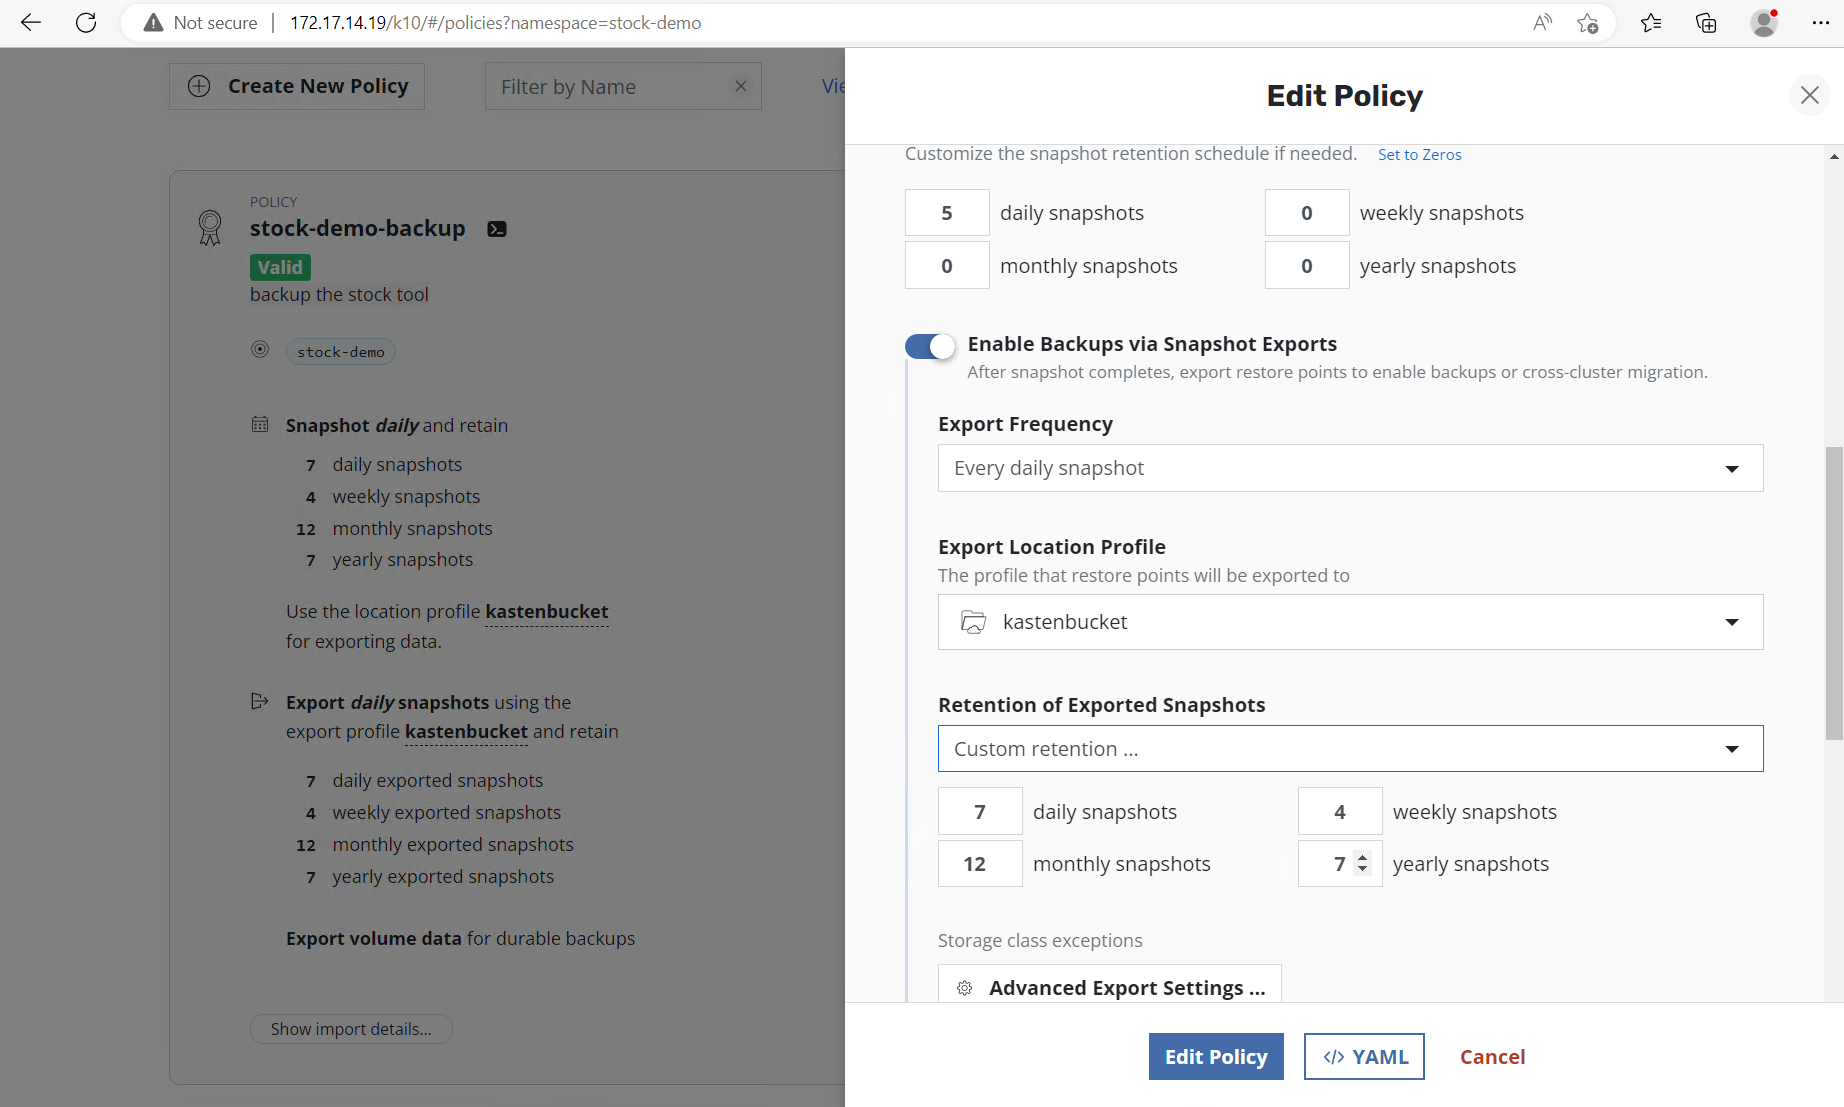 Not secure
172.17.14.19/k10/#/policies?namespace=stock-demo
Create New Policy
Filter by Name
Vie
POLICY
stock-demo-backup
Valid
backup the stock tool
stock-demo
Snapshot daily and retain
7 daily snapshots
4 weekly snapshots
12 monthly snapshots
7 yearly snapshots
Use the location profile kastenbucket
for exporting data.
Export daily snapshots using the
export profile kastenbucket and retain
7 daily exported snapshots
4 weekly exported snapshots
12 monthly exported snapshots
7 yearly exported snapshots
Export volume data for durable backups
Show import details...
Edit Policy
Customize the snapshot retention schedule if needed. Set to Zeros
5 daily snapshots 0 weekly snapshots
0 monthly snapshots 0 yearly snapshots
Enable Backups via Snapshot Exports
After snapshot completes, export restore points to enable backups or cross-cluster migration.
Export Frequency
Every daily snapshot
Export Location Profile
The profile that restore points will be exported to
kastenbucket
Retention of Exported Snapshots
Custom retention ...
7 daily snapshots 4 weekly snapshots
12 monthly snapshots 7 yearly snapshots
Storage class exceptions
Advanced Export Settings ...
Edit Policy </> YAML Cancel